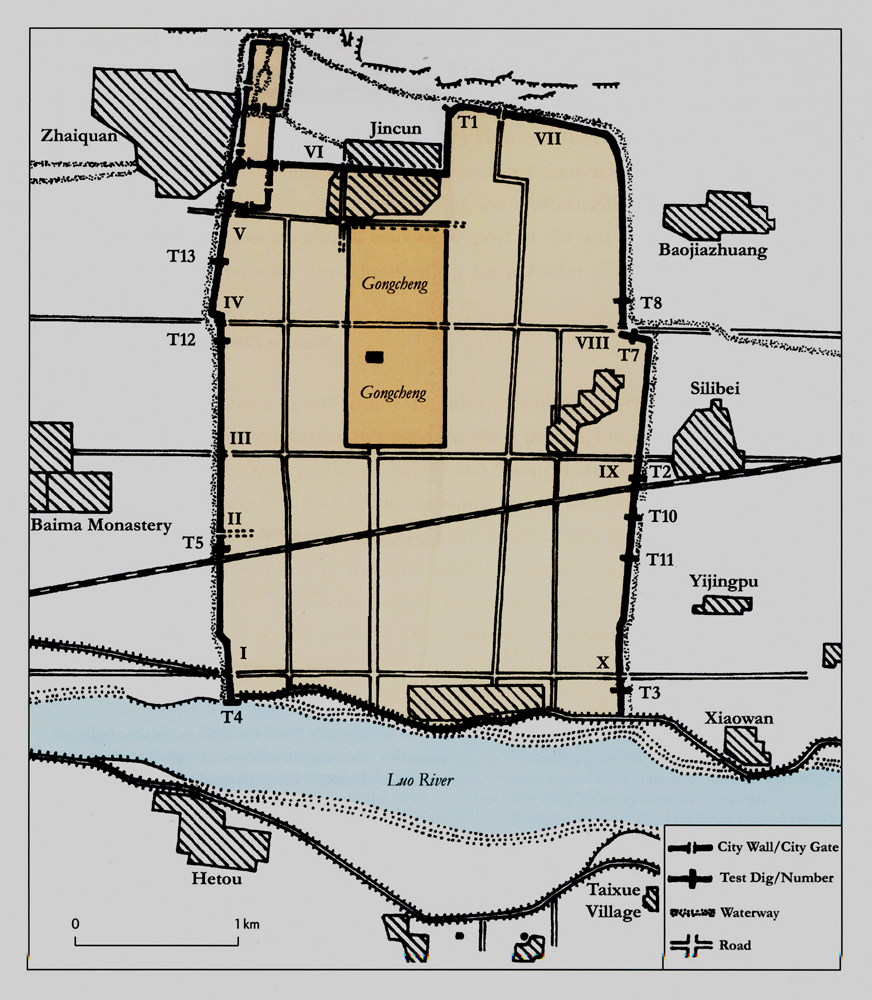 T1
Jincun
VII
Zhaiquan
VI
V
Baojiazhuang
T13
Gongcheng
IV
T8
T12
VIII
T7
Gongcheng
Silibei
III
IX
T2
II
Baima Monastery
T10
T5
T11
Yijingpu
I
X
T3
T4
Xiaowan
Luo River
City Wall/City Gate
Hetou
Test Dig/Number
Taixue
Village
Waterway
0
1 km
Road